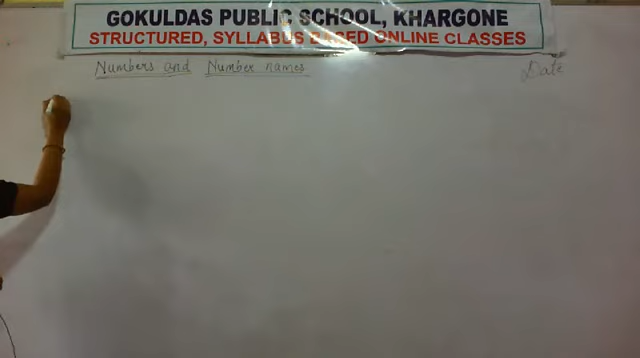 GOKULDAS PUBLIC SCHOOL, KHARGONE
STRUCTURED, SYLLABUS BASED ONLINE CLASSES
Numbers and Number names
Date